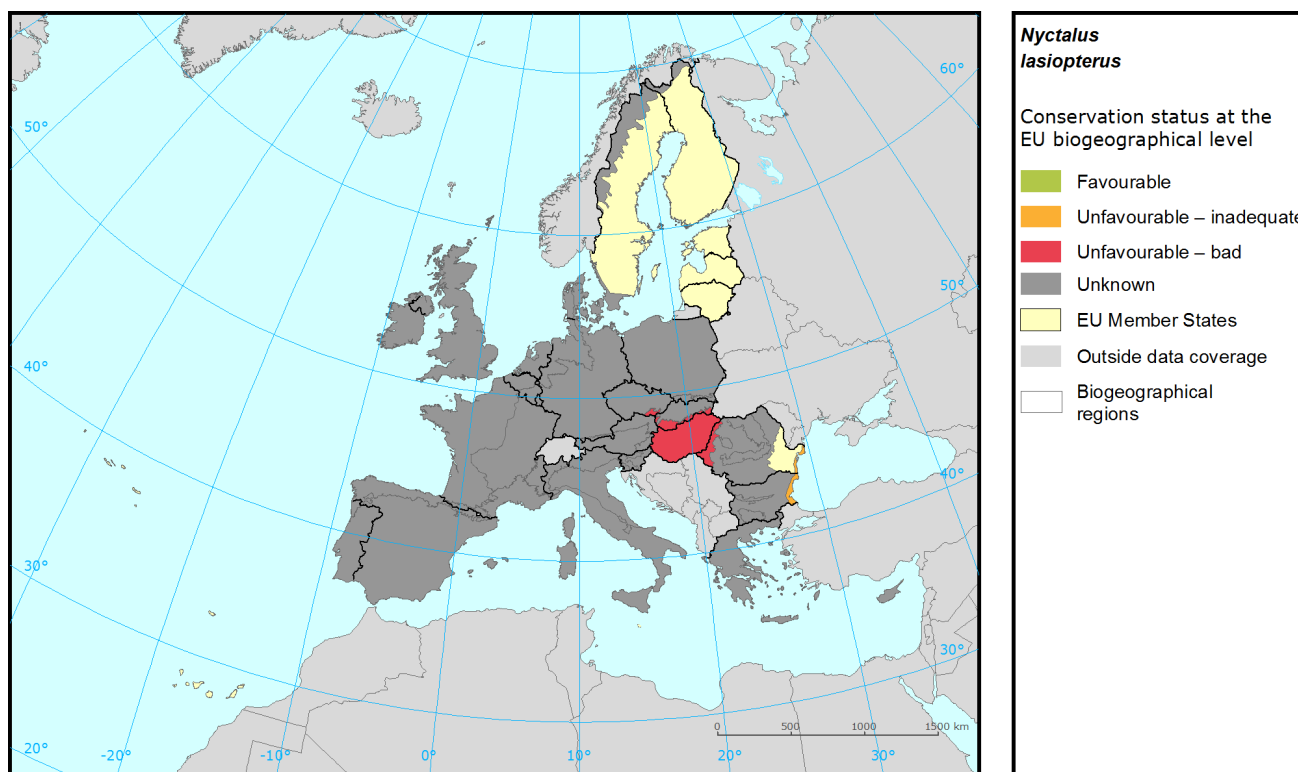 60°
50°
50°
40°
40°
30°
30°
20°
-20°
-10°
0°
10°
20°
30°
0 500 1000 1500 km
Nyctalus
lasiopterus
Conservation status at the
EU biogeographical level
Favourable
Unfavourable – inadequate
Unfavourable – bad
Unknown
EU Member States
Outside data coverage
Biogeographical
regions